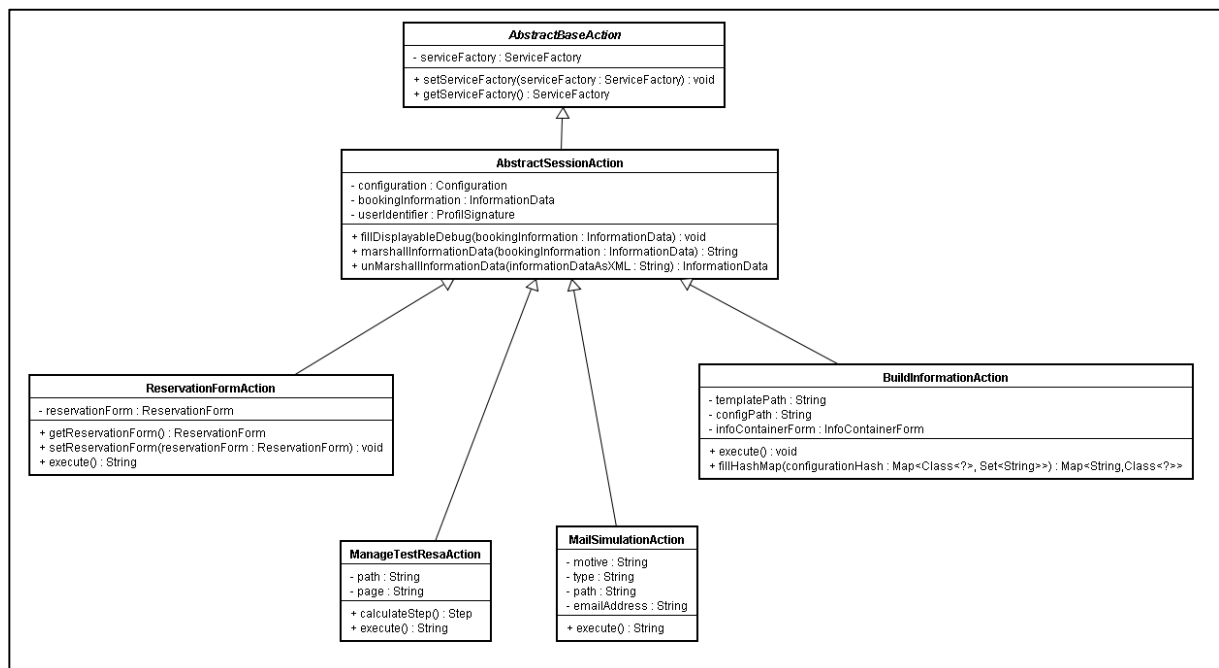 AbstractBaseAction
- serviceFactory : ServiceFactory
+ setServiceFactory(serviceFactory : ServiceFactory) : void
+ getServiceFactory() : ServiceFactory
AbstractSessionAction
- configuration : Configuration
- bookingInformation : InformationData
- userIdentifier : ProfilSignature
+ fillDisplayableDebug(bookingInformation : InformationData) : void
+ marshallInformationData(bookingInformation : InformationData) : String
+ unMarshallInformationData(informationDataAsXML : String) : InformationData
ReservationFormAction
- reservationForm : ReservationForm
+ getReservationForm() : ReservationForm
+ setReservationForm(reservationForm : ReservationForm) : void
+ execute() : String
BuildInformationAction
- templatePath : String
- configPath : String
- infoContainerForm : InfoContainerForm
+ execute() : void
+ fillHashMap(configurationHash : Map<Class<?>, Set<String>>) : Map<String,Class<?>>
ManageTestResaAction
- path : String
- page : String
+ calculateStep() : Step
+ execute() : String
MailSimulationAction
- motive : String
- type : String
- path : String
- emailAddress : String
+ execute() : String